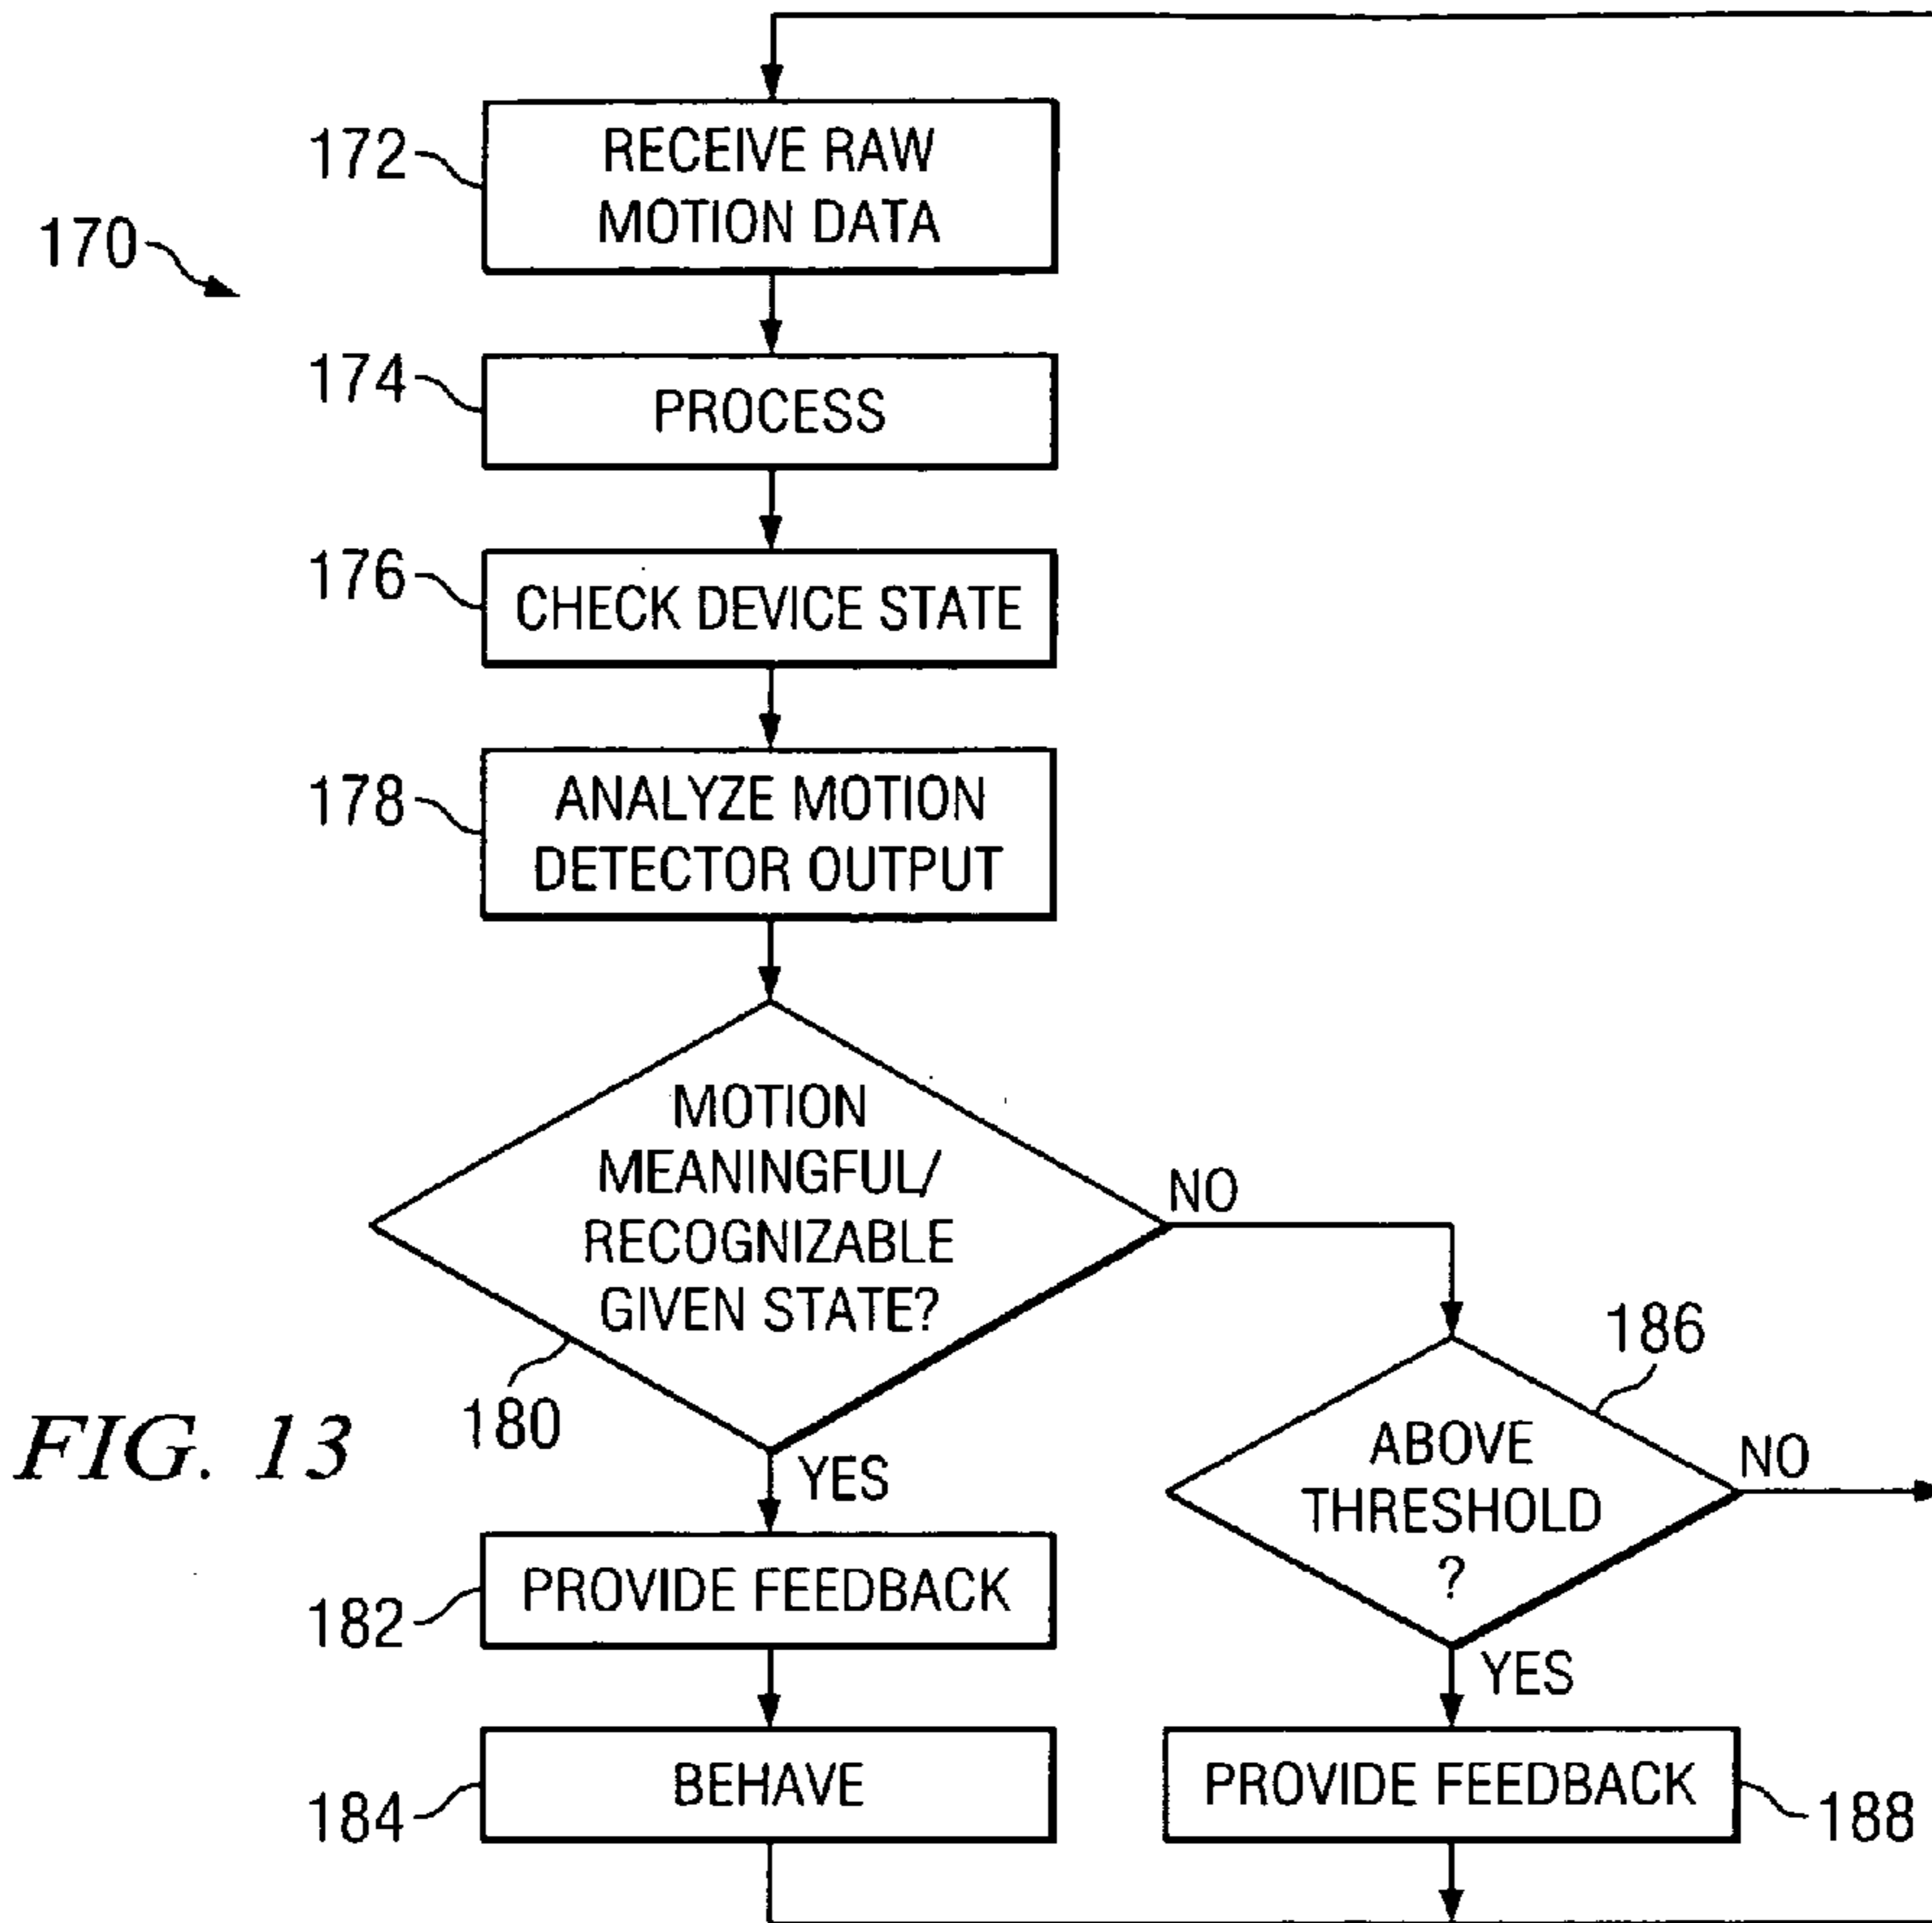 172
RECEIVE RAW
MOTION DATA
170
174
PROCESS
176
CHECK DEVICE STATE
178
ANALYZE MOTION
DETECTOR OUTPUT
MOTION
MEANINGFUL/
RECOGNIZABLE
GIVEN STATE?
NO
180
YES
186
ABOVE
THRESHOLD
?
NO
YES
FIG. 13
182
PROVIDE FEEDBACK
184
BEHAVE
PROVIDE FEEDBACK
188